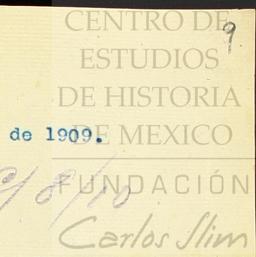 CENTRO DE
9
ESTUDIOS
DE HISTORIA
de 1909.
DE MEXICO
FUNDACIÓN
Carlos Slim